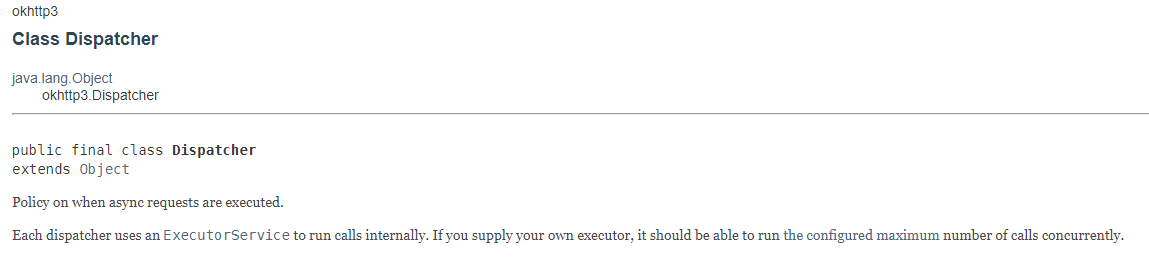 okhttp3
Class Dispatcher
java.lang.Object
okhttp3.Dispatcher
public final class Dispatcher
extends Object
Policy on when async requests are executed.
Each dispatcher uses an ExecutorService to run calls internally. If you supply your own executor, it should be able to run the configured maximum number of calls concurrently.